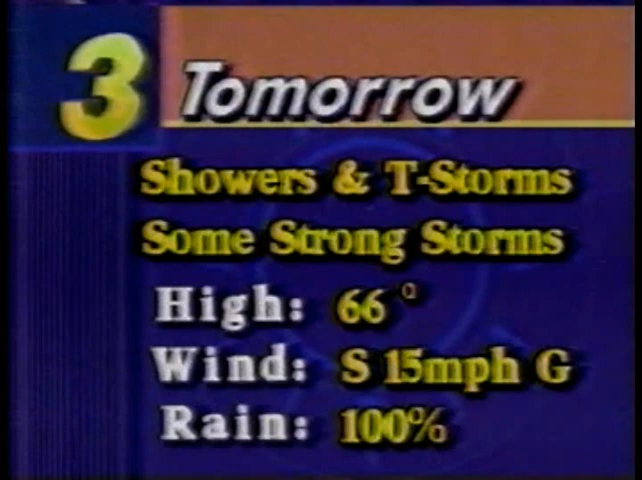 3 Tomorrow
Showers & T-Storms
Some Strong Storms
High: 66°
Wind: S 15mph G
Rain: 100%